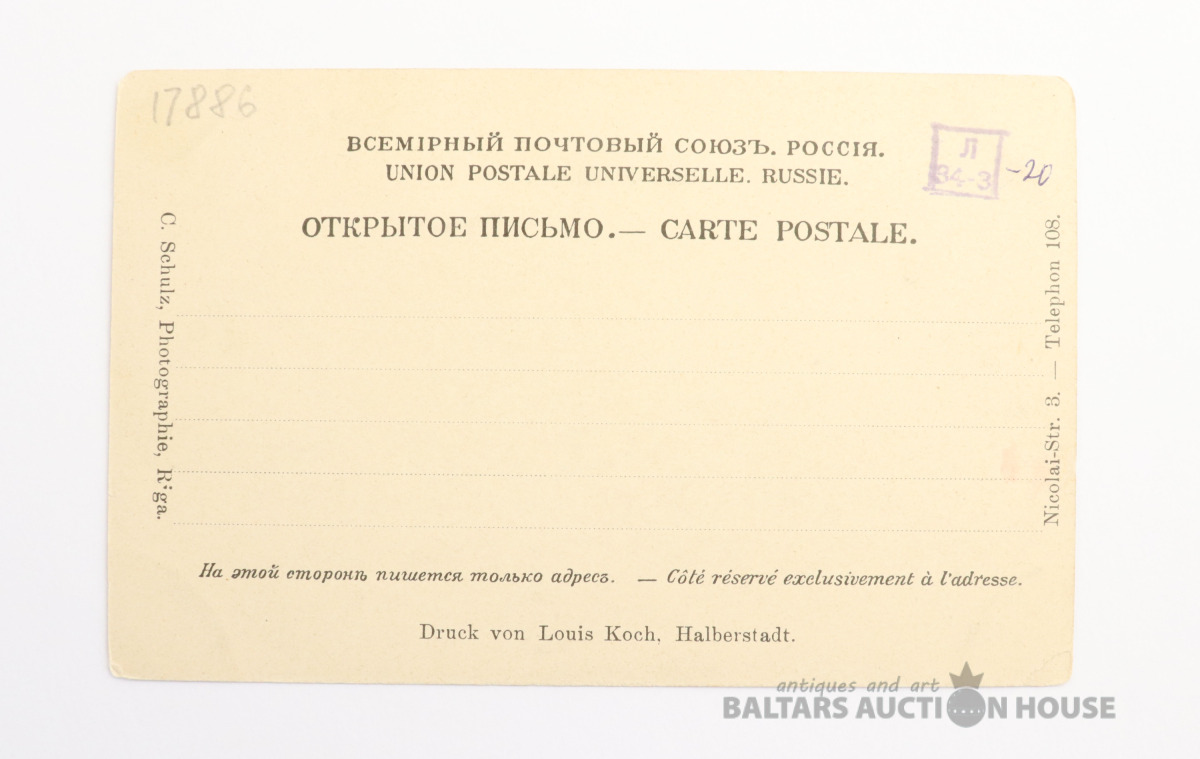 17886
ВСЕМІРНЫЙ ПОЧТОВЫЙ СОЮЗЪ. РОССІЯ.
UNION POSTALE UNIVERSELLE. RUSSIE.
Л
84-3
-20
ОТКРЫТОЕ ПИСЬМО.— CARTE POSTALE.
C. Schulz, Photographie, Riga.
Nicolai-Str. 3. — Telephon 108.
На этой сторонѣ пишется только адресъ. — Côté réservé exclusivement à l'adresse.
Druck von Louis Koch, Halberstadt.
antiques and art
BALTARS AUCTION HOUSE